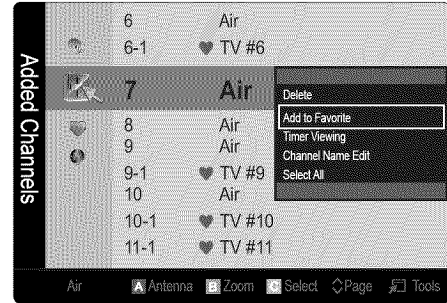 Added Channels
6 Air
6-1 ♥ TV #6
7 Air
8 Air
9 Air
9-1 ♥ TV #9
10 Air
10-1 ♥ TV #10
11-1 ♥ TV #11
Delete
Add to Favorite
Timer Viewing
Channel Name Edit
Select All
Air A Antenna B Zoom C Select Page Tools